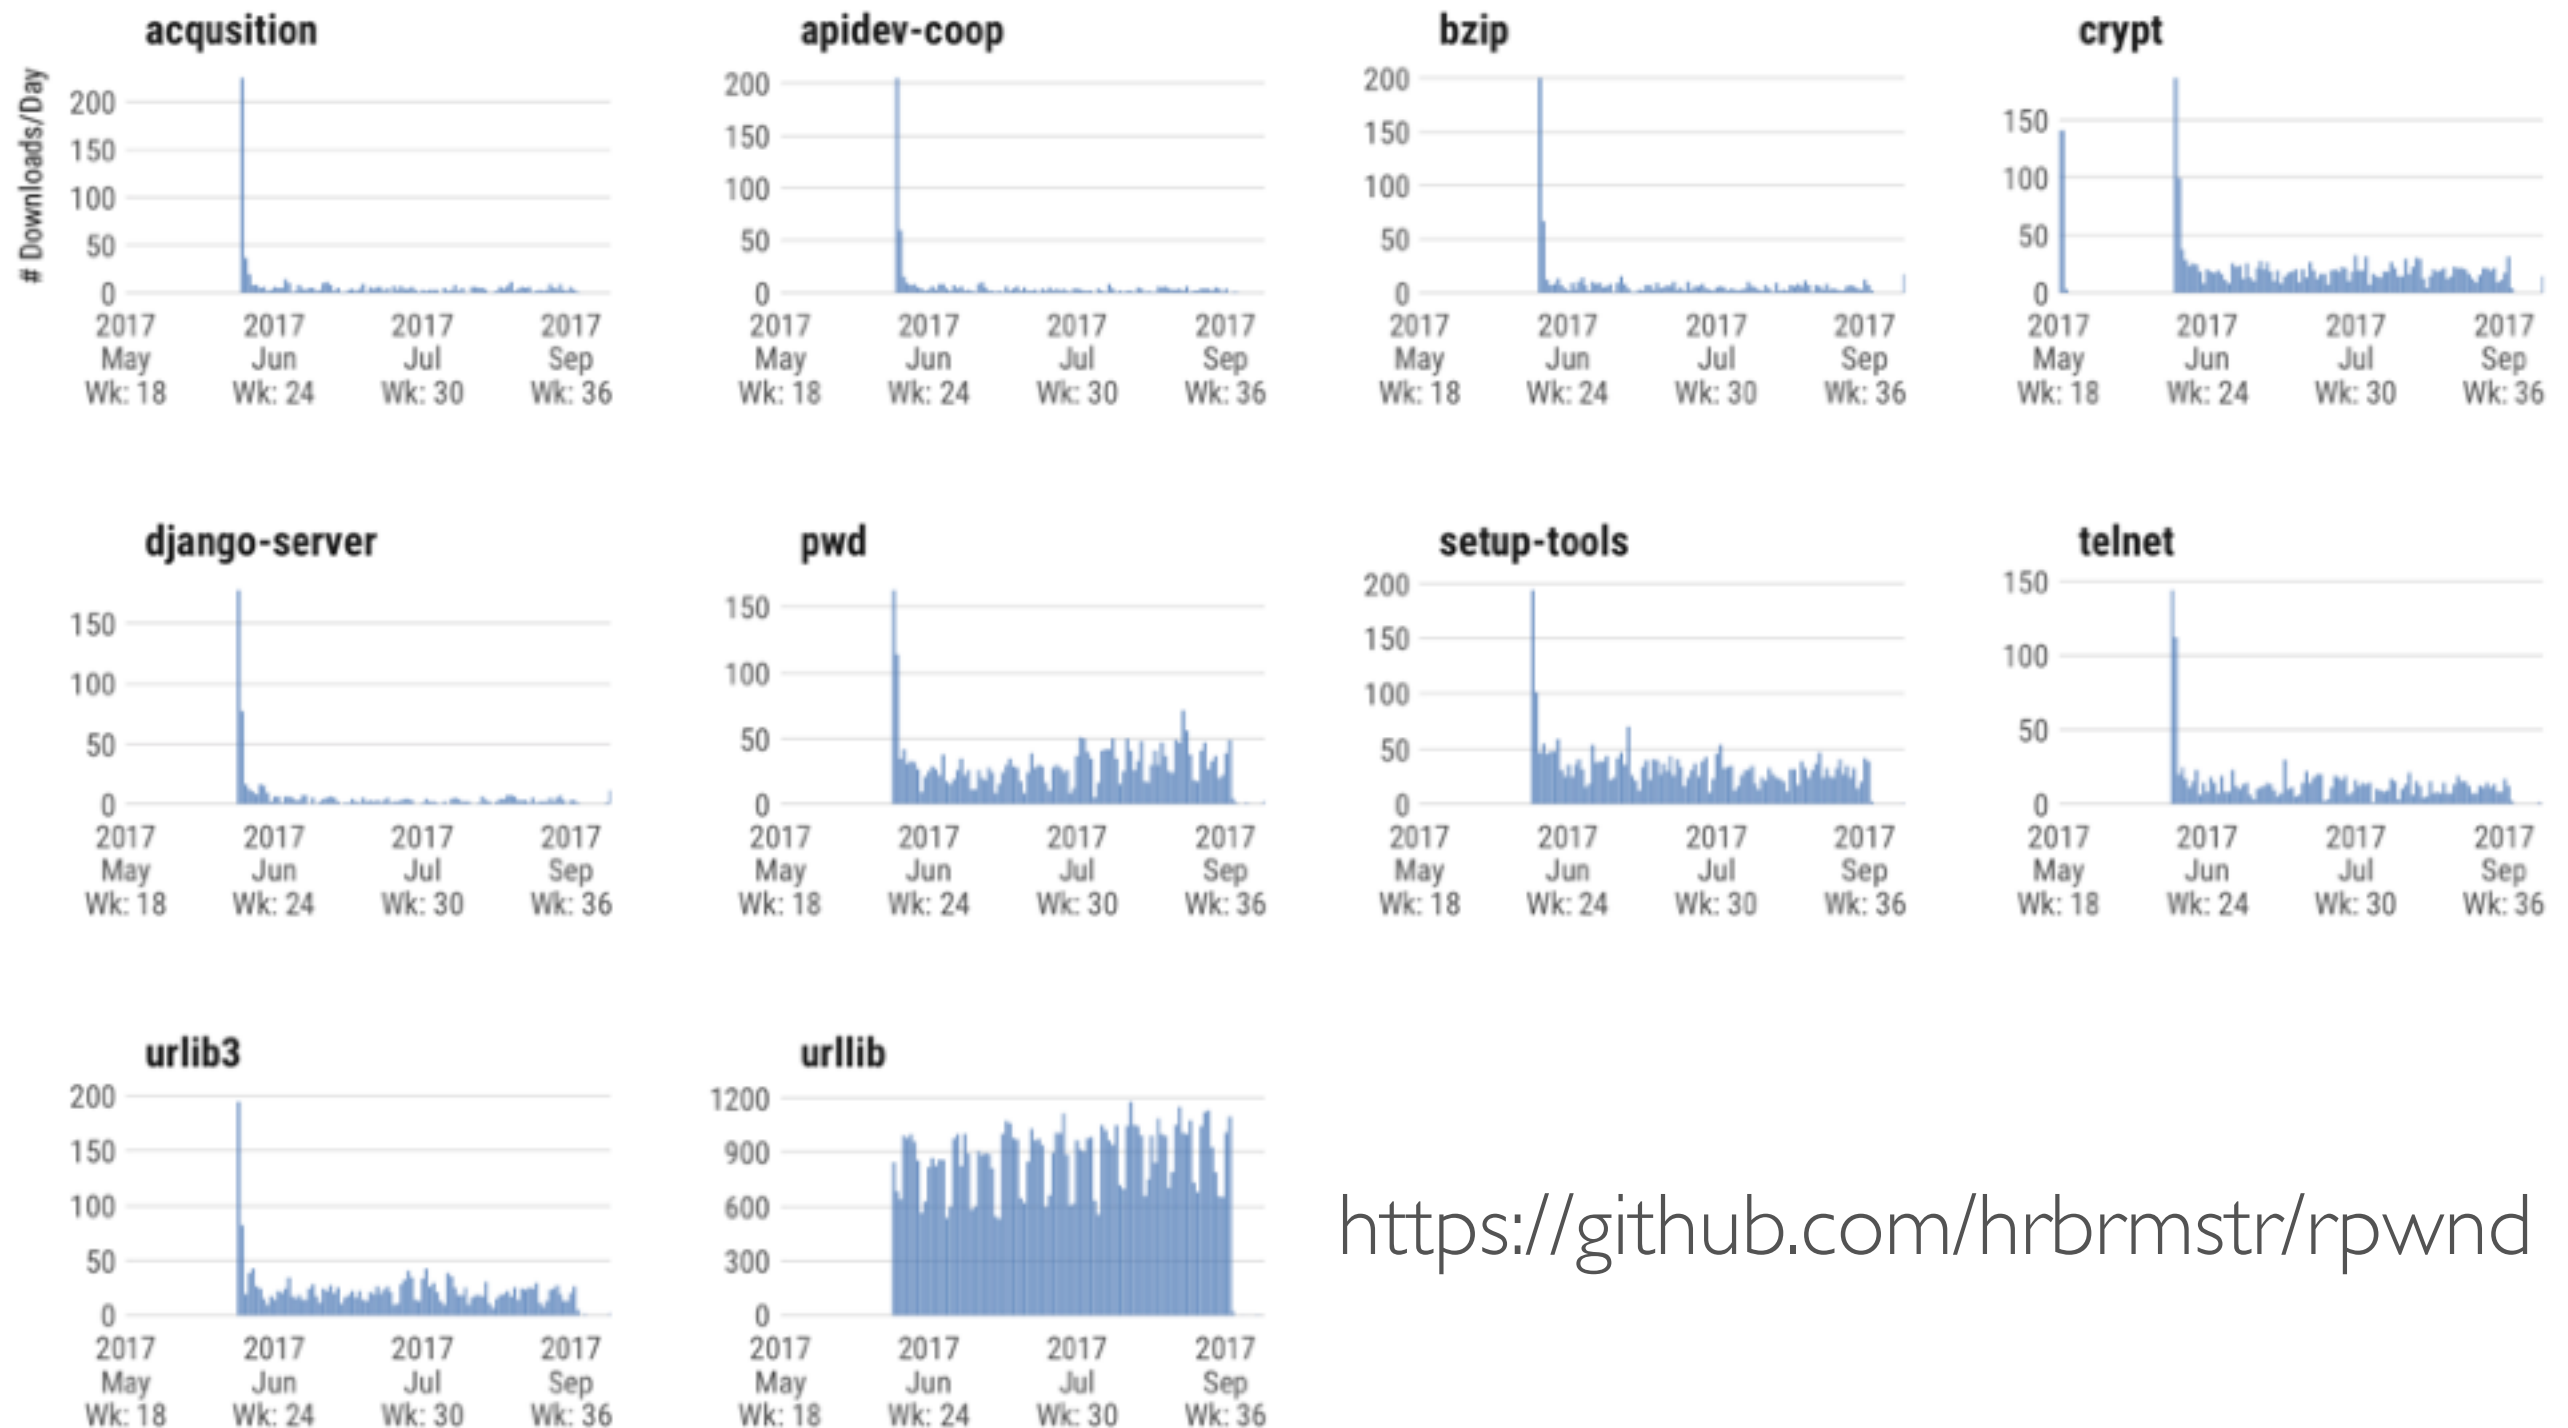 acqusition
apidev-coop
bzip
crypt
# Downloads/Day
200
150
100
50
0
2017
May
Wk: 18
2017
Jun
Wk: 24
2017
Jul
Wk: 30
2017
Sep
Wk: 36
200
150
100
50
0
2017
May
Wk: 18
2017
Jun
Wk: 24
2017
Jul
Wk: 30
2017
Sep
Wk: 36
200
150
100
50
0
2017
May
Wk: 18
2017
Jun
Wk: 24
2017
Jul
Wk: 30
2017
Sep
Wk: 36
150
100
50
0
2017
May
Wk: 18
2017
Jun
Wk: 24
2017
Jul
Wk: 30
2017
Sep
Wk: 36
django-server
pwd
setup-tools
telnet
150
100
50
0
2017
May
Wk: 18
2017
Jun
Wk: 24
2017
Jul
Wk: 30
2017
Sep
Wk: 36
150
100
50
0
2017
May
Wk: 18
2017
Jun
Wk: 24
2017
Jul
Wk: 30
2017
Sep
Wk: 36
200
150
100
50
0
2017
May
Wk: 18
2017
Jun
Wk: 24
2017
Jul
Wk: 30
2017
Sep
Wk: 36
150
100
50
0
2017
May
Wk: 18
2017
Jun
Wk: 24
2017
Jul
Wk: 30
2017
Sep
Wk: 36
urlib3
urllib
200
150
100
50
0
2017
May
Wk: 18
2017
Jun
Wk: 24
2017
Jul
Wk: 30
2017
Sep
Wk: 36
1200
900
600
300
0
2017
May
Wk: 18
2017
Jun
Wk: 24
2017
Jul
Wk: 30
2017
Sep
Wk: 36
https://github.com/hrbrmstr/rpwnd